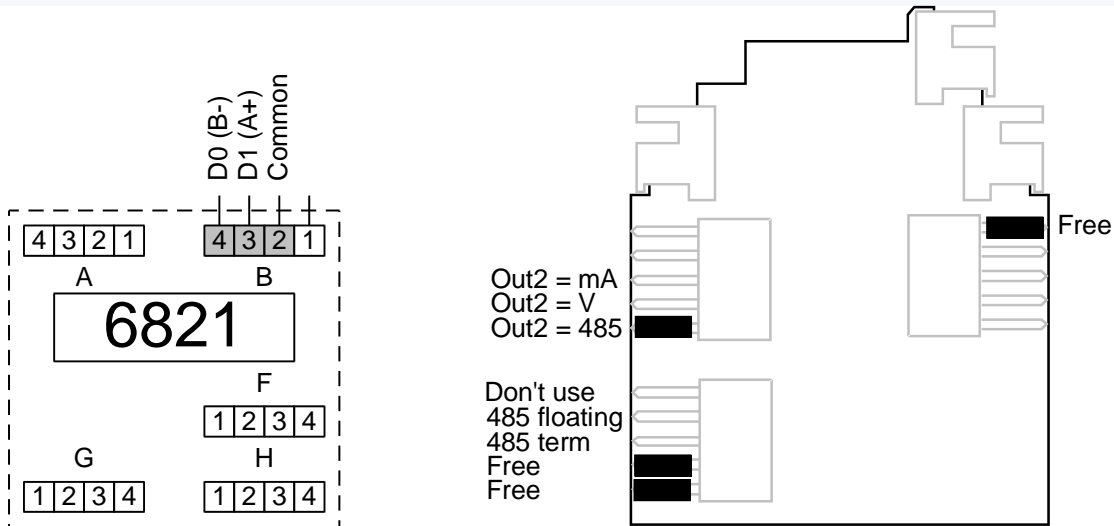 D0 (B-)
D1 (A+)
Common
4 3 2 1
4 3 2 1
A
B
6821
F
1 2 3 4
G
H
1 2 3 4
1 2 3 4
Free
Out2 = mA
Out2 = V
Out2 = 485
Don't use
485 floating
485 term
Free
Free